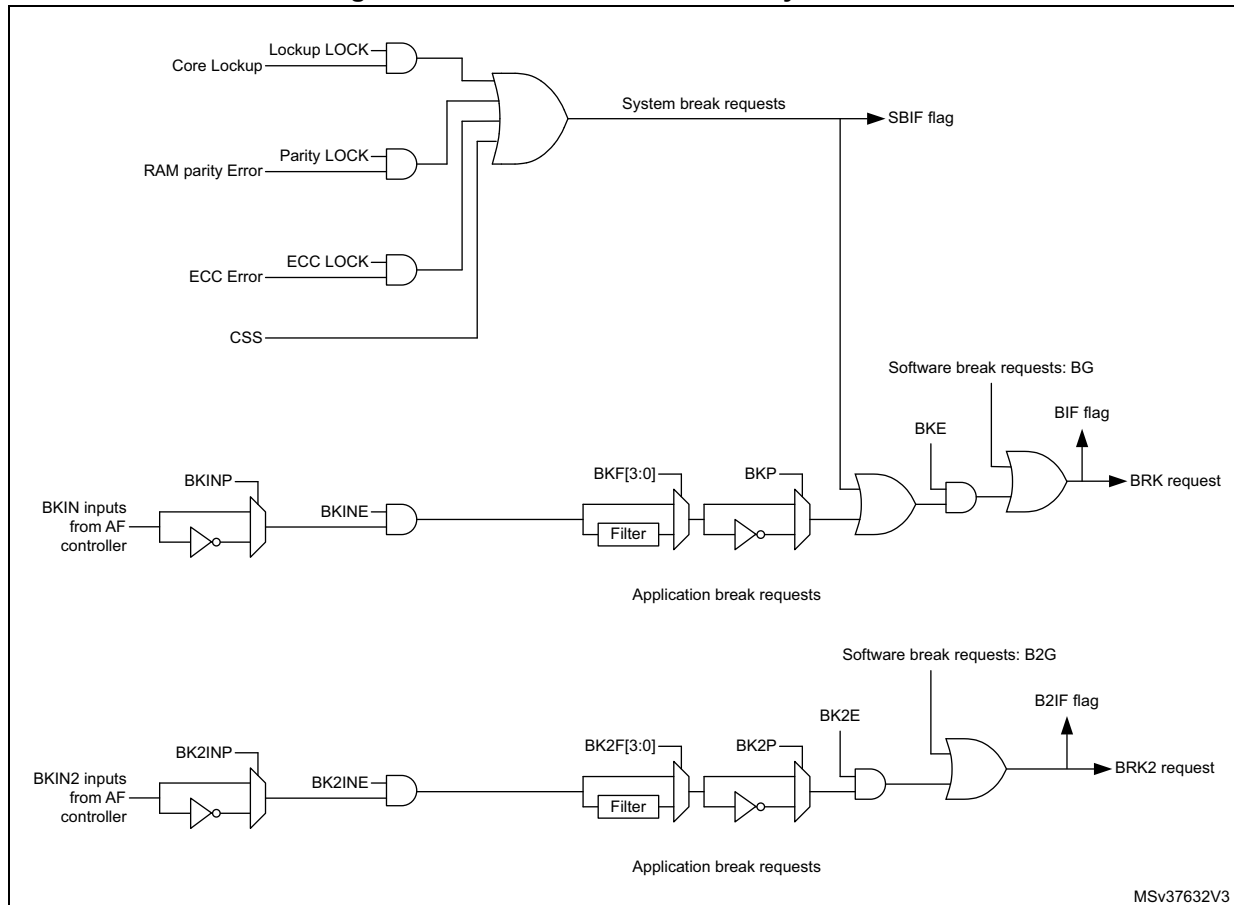 Lockup LOCK
Core Lockup
System break requests
SBIF flag
Parity LOCK
RAM parity Error
ECC LOCK
ECC Error
CSS
Software break requests: BG
BIF flag
BKE
BKINP
BKF[3:0]
BKP
BRK request
BKIN inputs
from AF
controller
BKINE
Filter
Application break requests
Software break requests: B2G
B2IF flag
BK2E
BK2INP
BK2F[3:0]
BK2P
BRK2 request
BKIN2 inputs
from AF
controller
BK2INE
Filter
Application break requests
MSv37632V3